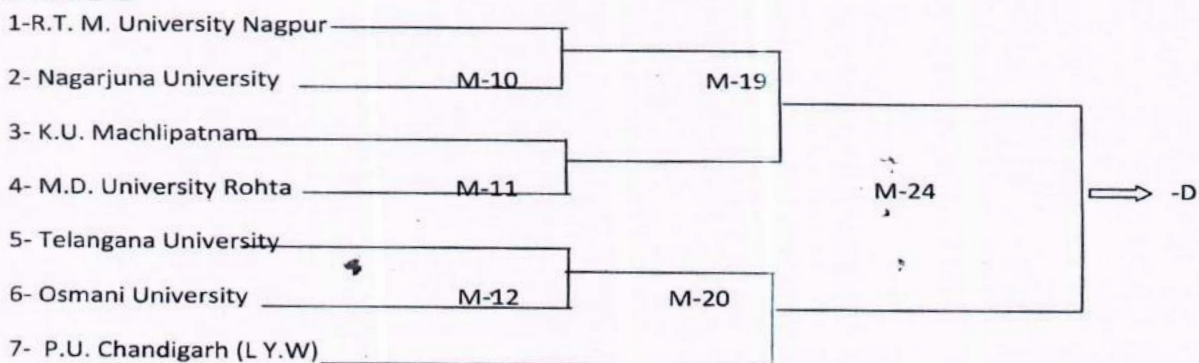 1-R.T. M. University Nagpur
2- Nagarjuna University M-10 M-19
3- K.U. Machlipatnam
4- M.D. University Rohta M-11 M-24 -D
5- Telangana University
6- Osmani University M-12 M-20
7- P.U. Chandigarh (L Y.W)